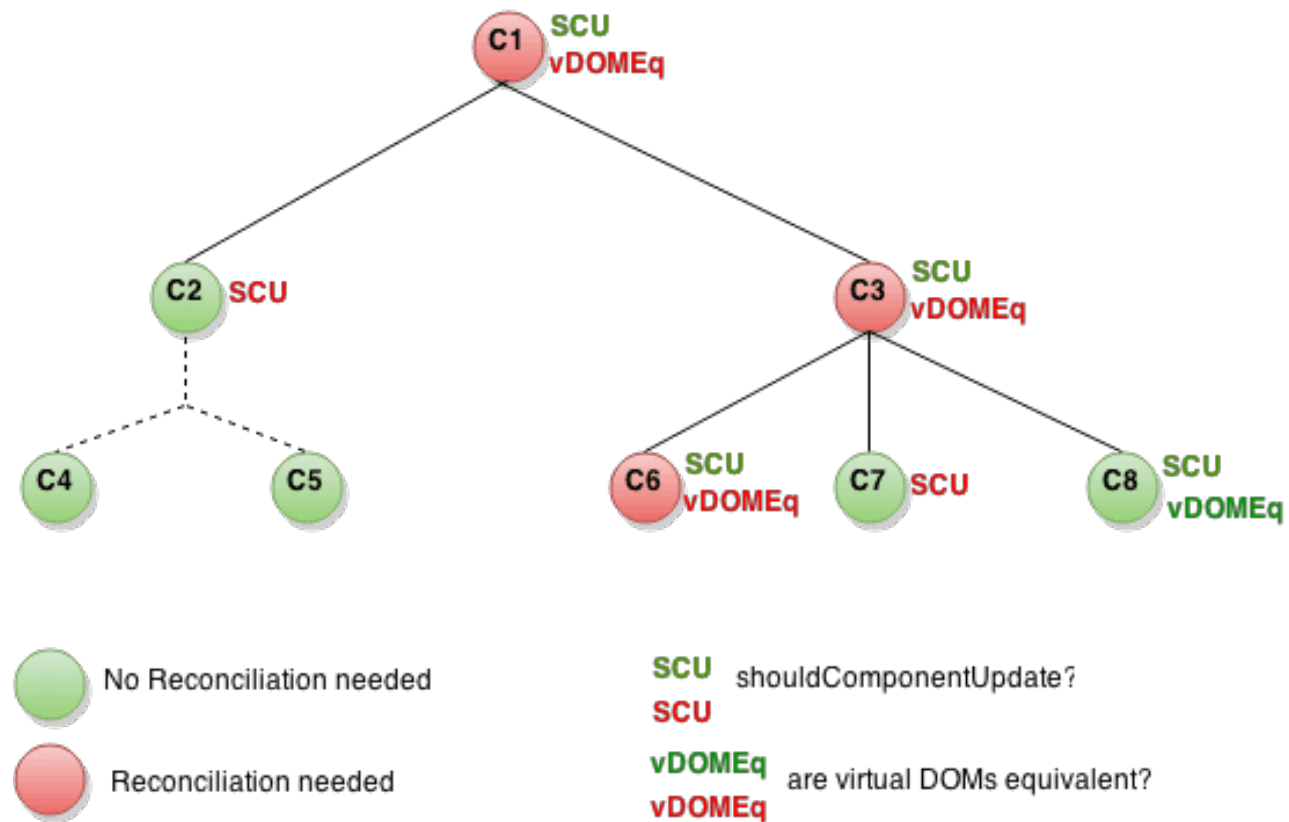 C1 SCU
vDOMEq
C2 SCU
C3 SCU
vDOMEq
C4
C5
C6 SCU
vDOMEq
C7 SCU
C8 SCU
vDOMEq
No Reconciliation needed
Reconciliation needed
SCU shouldComponentUpdate?
SCU
vDOMEq are virtual DOMs equivalent?
vDOMEq